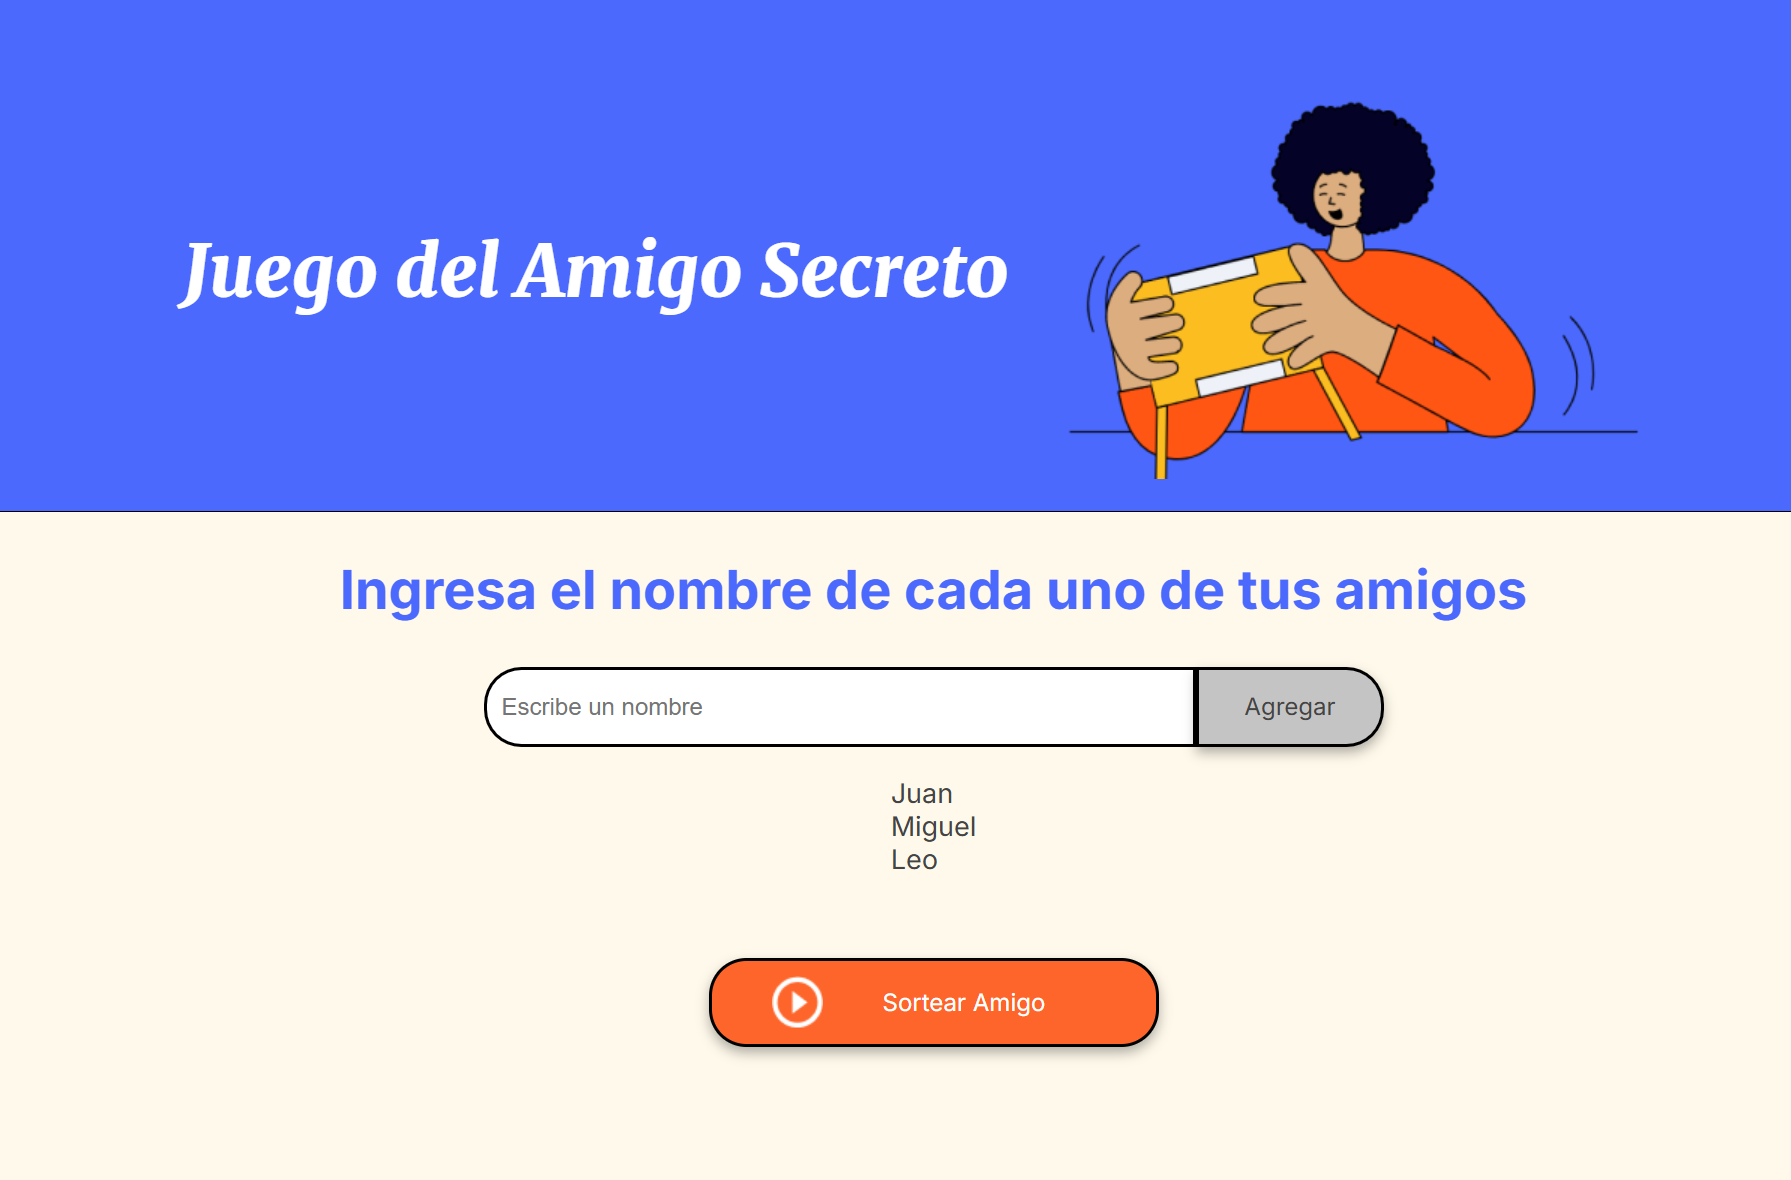 Juego del Amigo Secreto
Ingresa el nombre de cada uno de tus amigos
Escribe un nombre
Agregar
Juan
Miguel
Leo
Sortear Amigo